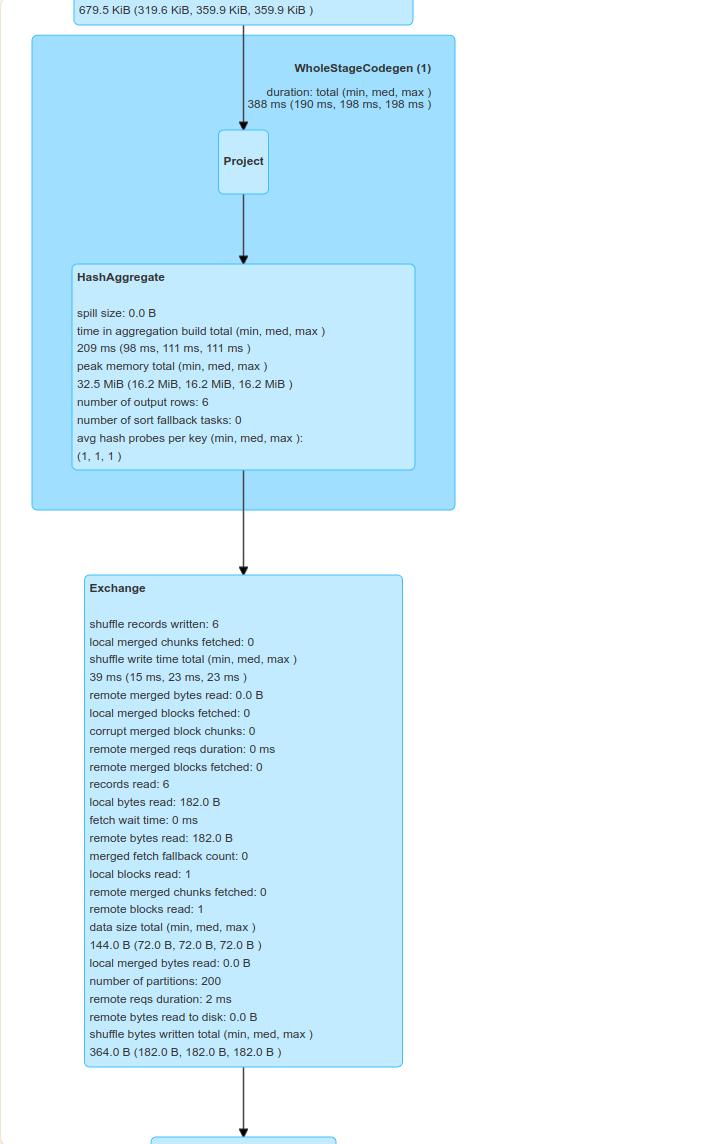 679.5 KiB (319.6 KiB, 359.9 KiB, 359.9 KiB )
WholeStageCodegen (1)
duration: total (min, med, max )
388 ms (190 ms, 198 ms, 198 ms )
Project
HashAggregate
spill size: 0.0 B
time in aggregation build total (min, med, max )
209 ms (98 ms, 111 ms, 111 ms )
peak memory total (min, med, max )
32.5 MiB (16.2 MiB, 16.2 MiB, 16.2 MiB )
number of output rows: 6
number of sort fallback tasks: 0
avg hash probes per key (min, med, max ):
(1, 1, 1 )
Exchange
shuffle records written: 6
local merged chunks fetched: 0
shuffle write time total (min, med, max )
39 ms (15 ms, 23 ms, 23 ms )
remote merged bytes read: 0.0 B
local merged blocks fetched: 0
corrupt merged block chunks: 0
remote merged reqs duration: 0 ms
remote merged blocks fetched: 0
records read: 6
local bytes read: 182.0 B
fetch wait time: 0 ms
remote bytes read: 182.0 B
merged fetch fallback count: 0
local blocks read: 1
remote merged chunks fetched: 0
remote blocks read: 1
data size total (min, med, max )
144.0 B (72.0 B, 72.0 B, 72.0 B )
local merged bytes read: 0.0 B
number of partitions: 200
remote reqs duration: 2 ms
remote bytes read to disk: 0.0 B
shuffle bytes written total (min, med, max )
364.0 B (182.0 B, 182.0 B, 182.0 B )